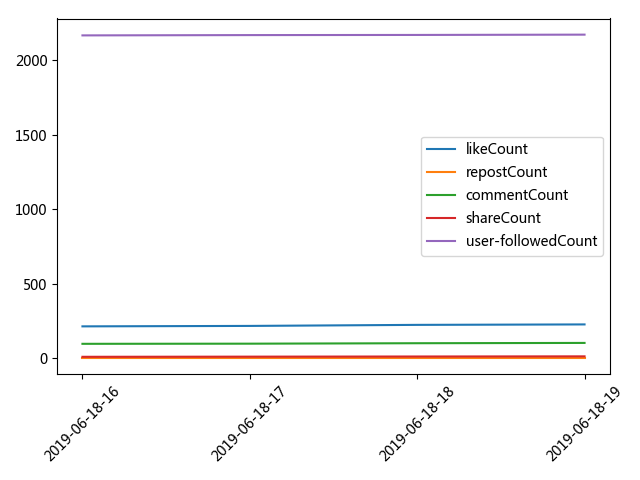 2000
1500
1000
500
0
likeCount
repostCount
commentCount
shareCount
user-followedCount
2019-06-18-16
2019-06-18-17
2019-06-18-18
2019-06-18-19